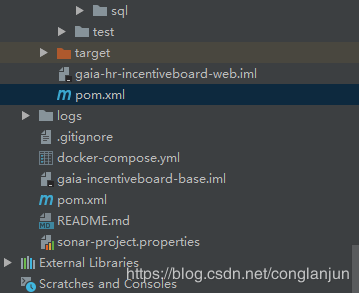 sql
test
target
gaia-hr-incentiveboard-web.iml
pom.xml
logs
.gitignore
docker-compose.yml
gaia-incentiveboard-base.iml
pom.xml
README.md
sonar-project.properties
External Libraries
https://blog.csdn.net/conglanjun
Scratches and Consoles